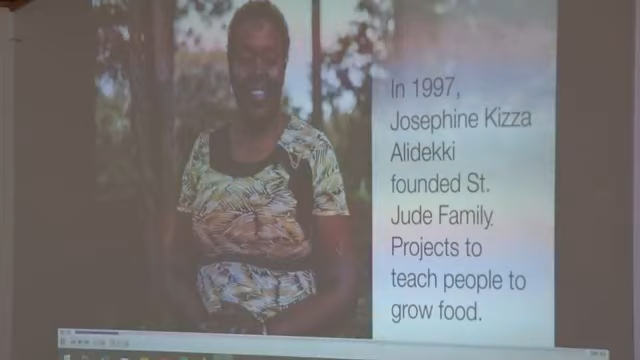 In 1997,
Josephine Kizza
Alidekki
founded St.
Jude Family
Projects to
teach people to
grow food.